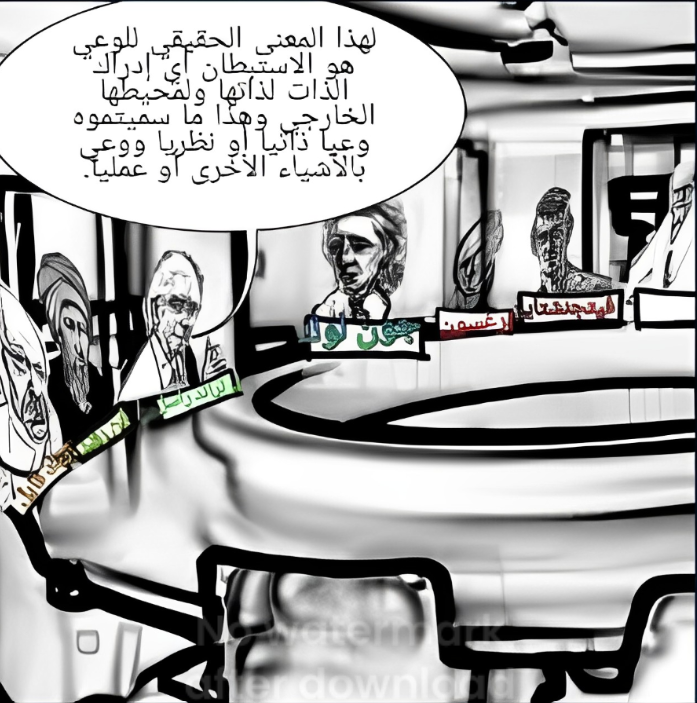 لهذا المعنى الحقيقي للوعي
هو الاستبطان أي إدراك
الذات لذاتها ولمحيطها
الخارجي وهذا ما سميتموه
وعيا ذاتيا أو نظريا ووعي
بالأشياء الأخرى أو عمليا.
جون لوك
No watermark
after download